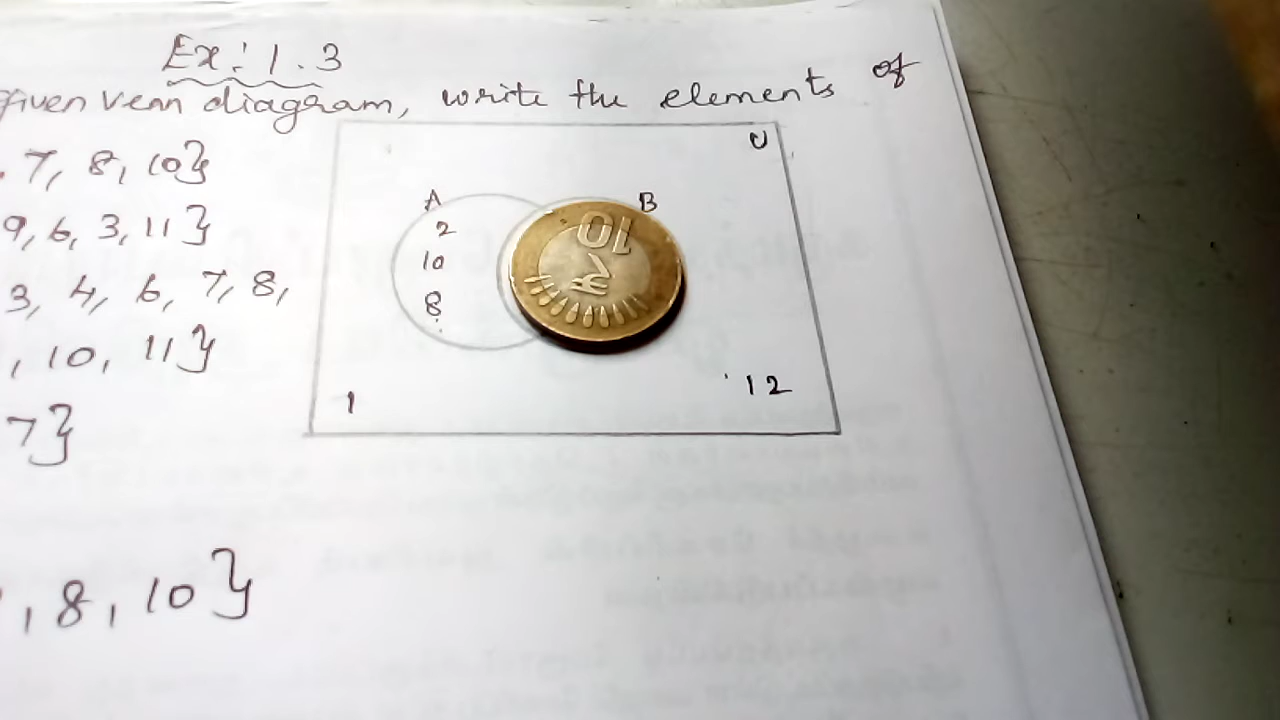 Ex: 1.3
given venn diagram, write the elements of
7, 8, 10}
9, 6, 3, 11}
3, 4, 6, 7, 8,
, 10, 11}
7}
, 8, 10}
U
A
B
2
10
8
1
12
10
₹